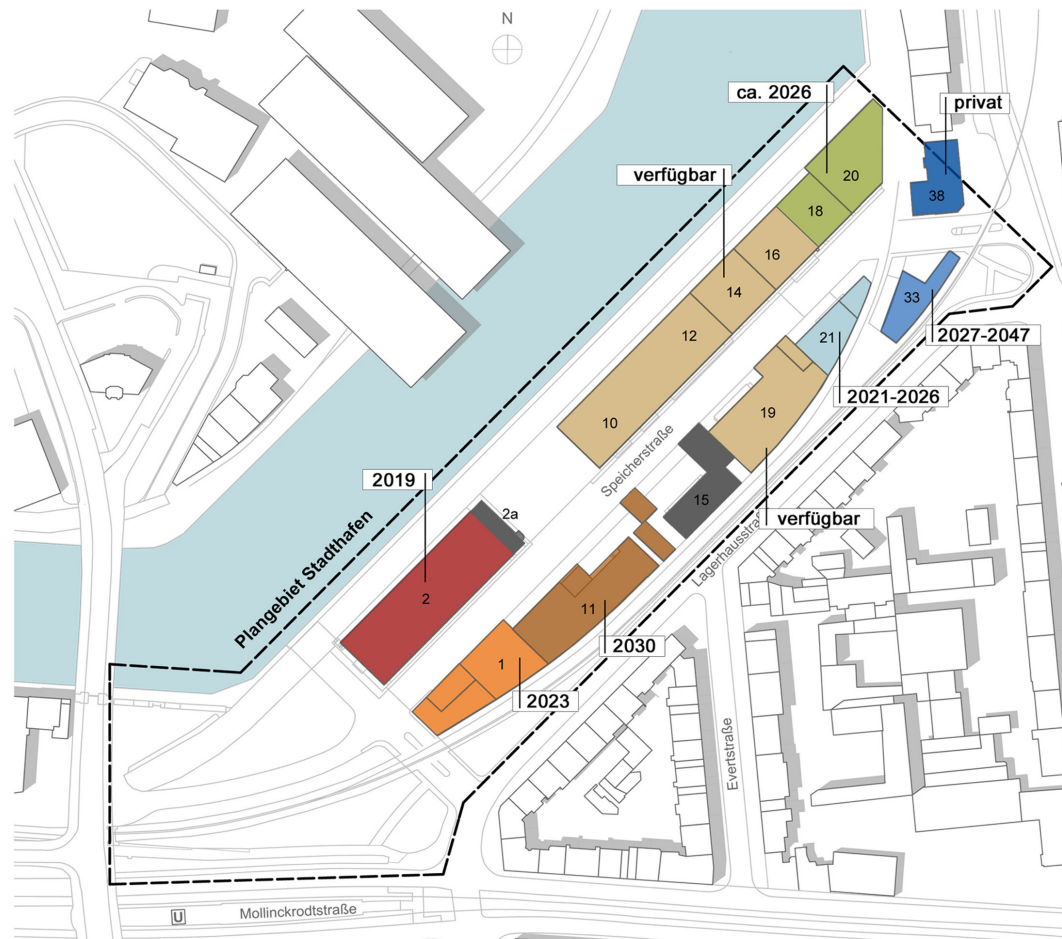 N
ca. 2026
privat
verfügbar
20
38
18
16
14
33
12
21
2027-2047
2021-2026
10
19
Speicherstraße
2019
15
2a
verfügbar
Lagerhausstraße
Plangebiet Stadthafen
2
11
2030
1
2023
Evertstraße
U
Mollinckrodtstraße